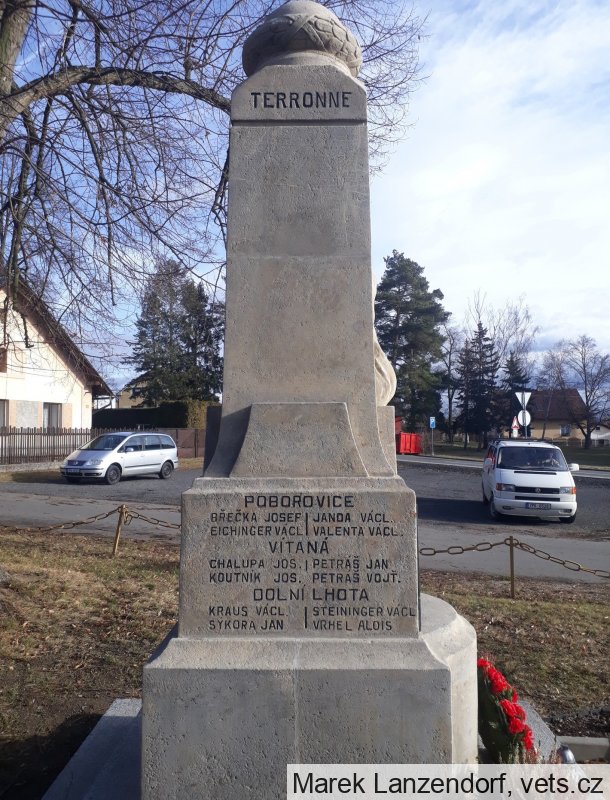 TERRONNE
POBOROVICE
BŘEČKA JOSEF JANDA VÁCL.
EICHINGER VÁCL VALENTA VÁCL.
VÍTANÁ
CHALUPA JOS. PETRÁŠ JAN
KOUTNÍK JOS. PETRÁŠ VOJT.
DOLNÍ LHOTA
KRAUS VÁCL STEININGER VÁCL
SÝKORA JAN VRHEL ALOIS
Marek Lanzendorf, vets.cz